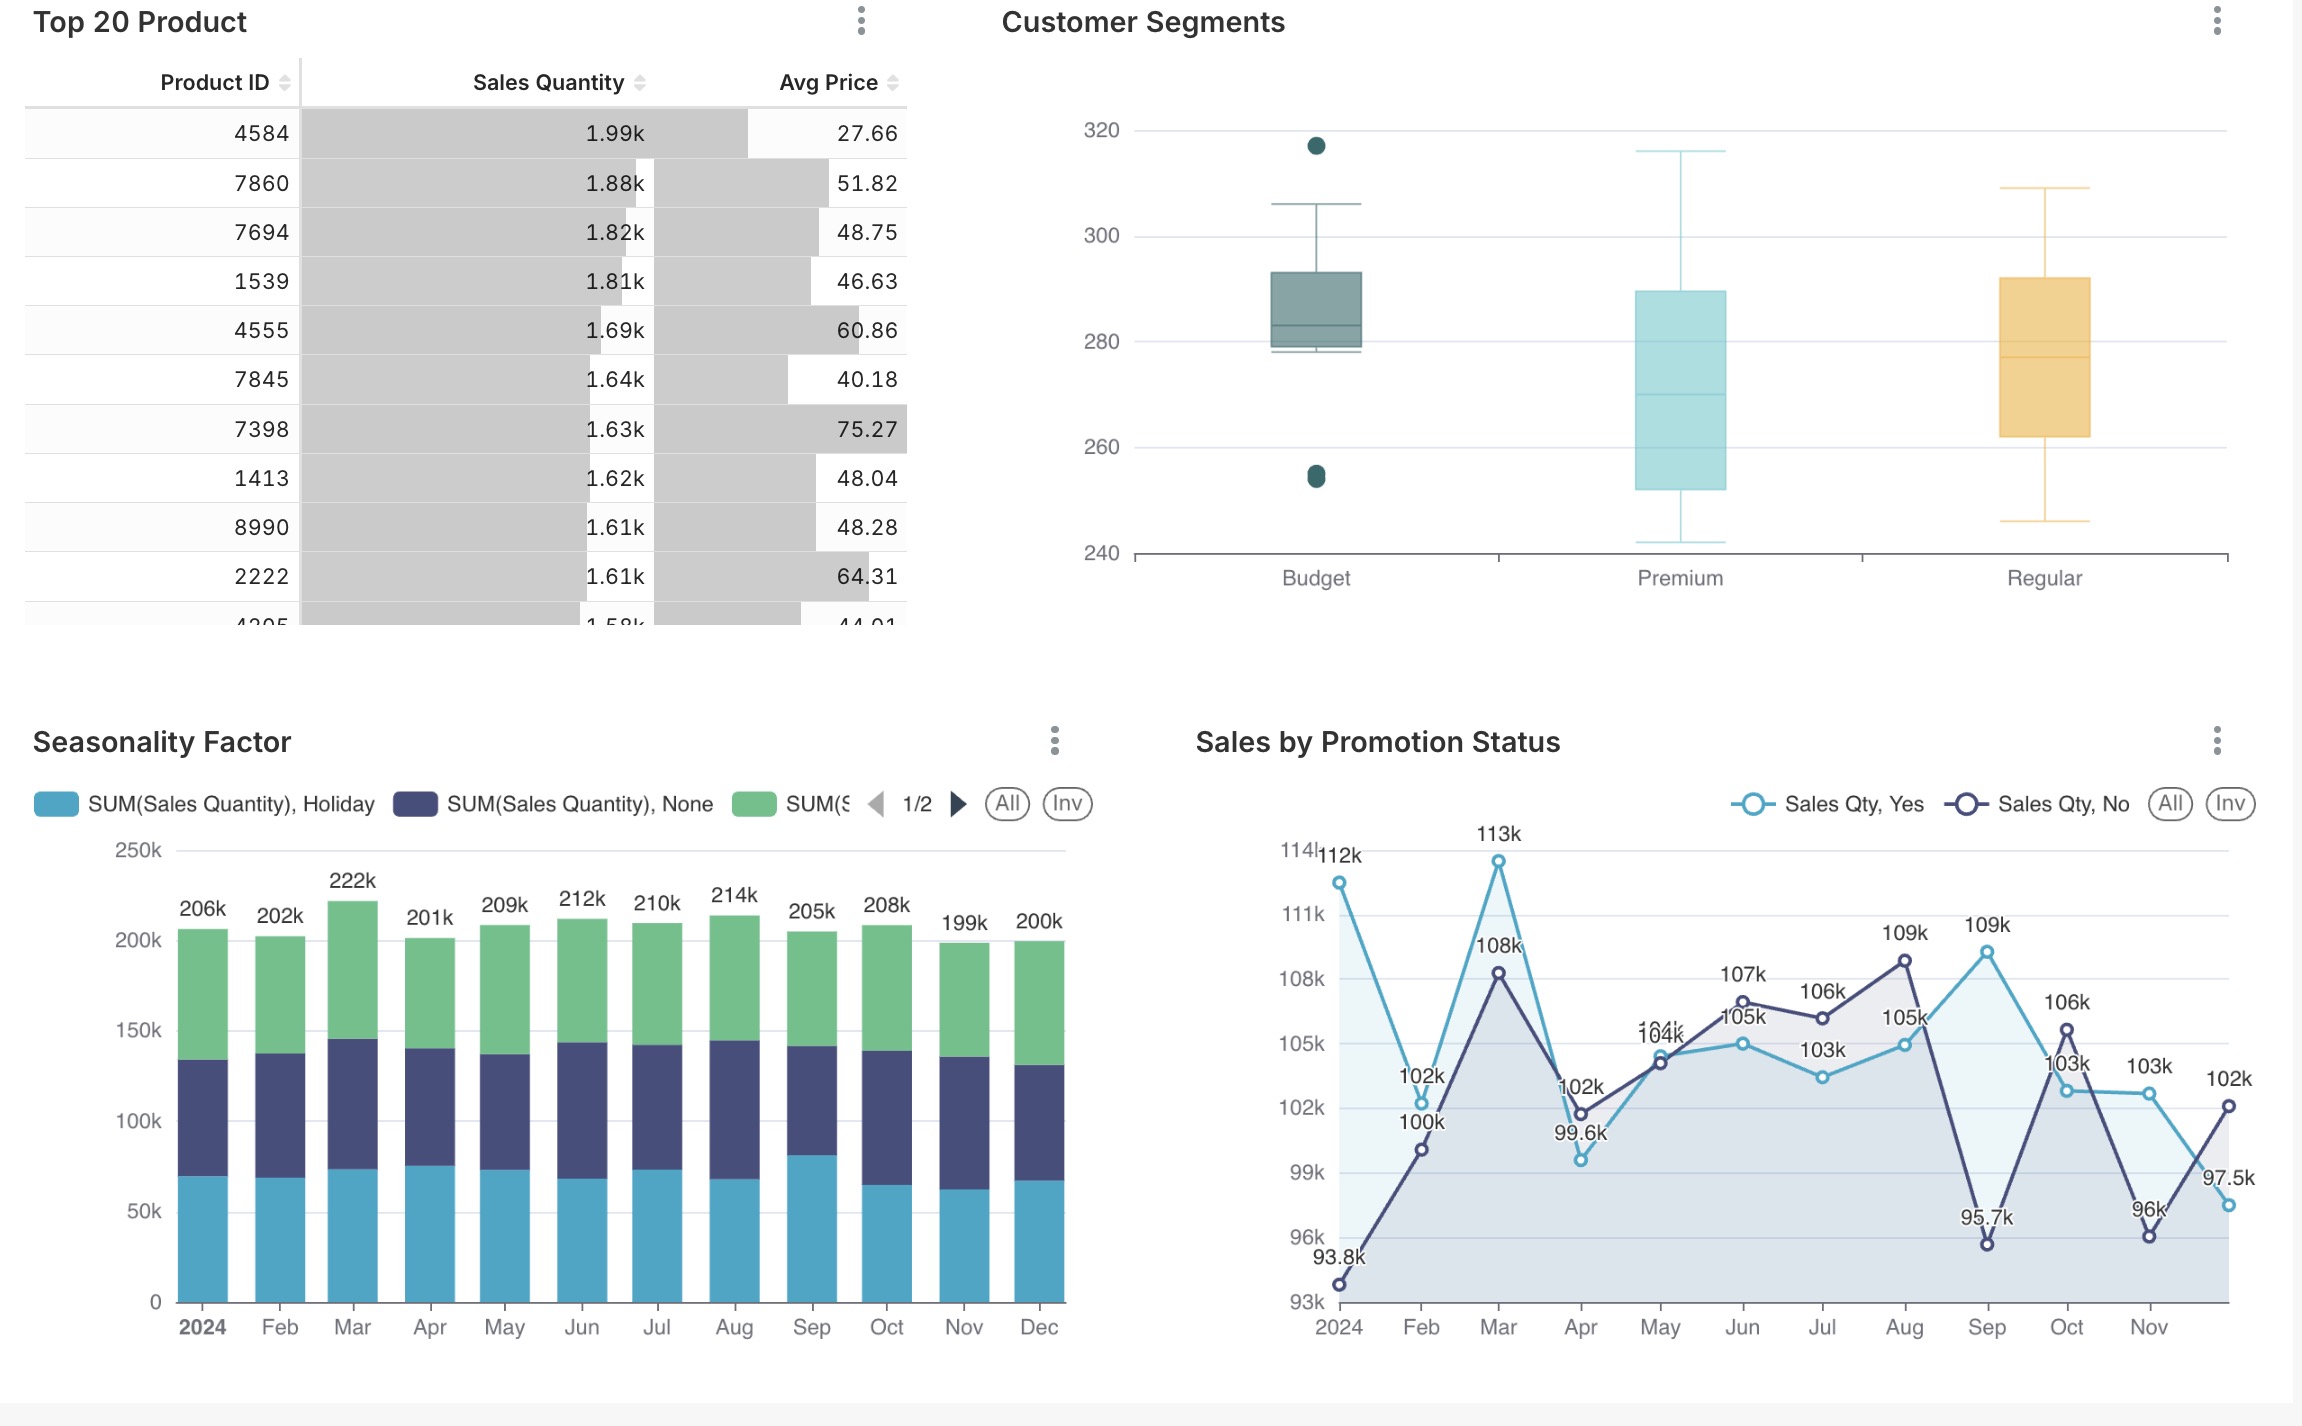 Top 20 Product
Product ID Sales Quantity Avg Price
4584 1.99k 27.66
7860 1.88k 51.82
7694 1.82k 48.75
1539 1.81k 46.63
4555 1.69k 60.86
7845 1.64k 40.18
7398 1.63k 75.27
1413 1.62k 48.04
8990 1.61k 48.28
2222 1.61k 64.31
Customer Segments
320
300
280
260
240
Budget Premium Regular
Seasonality Factor
SUM(Sales Quantity), Holiday SUM(Sales Quantity), None SUM(S 1/2 All Inv
250k
200k
150k
100k
50k
0
206k 202k 222k 201k 209k 212k 210k 214k 205k 208k 199k 200k
2024 Feb Mar Apr May Jun Jul Aug Sep Oct Nov Dec
Sales by Promotion Status
Sales Qty, Yes Sales Qty, No All Inv
111k
108k
105k
102k
99k
96k
93k
112k 102k 113k 99.6k 104k 105k 103k 105k 109k 103k 103k 97.5k
93.8k 100k 108k 102k 104k 107k 106k 109k 95.7k 106k 96k 102k
2024 Feb Mar Apr May Jun Jul Aug Sep Oct Nov